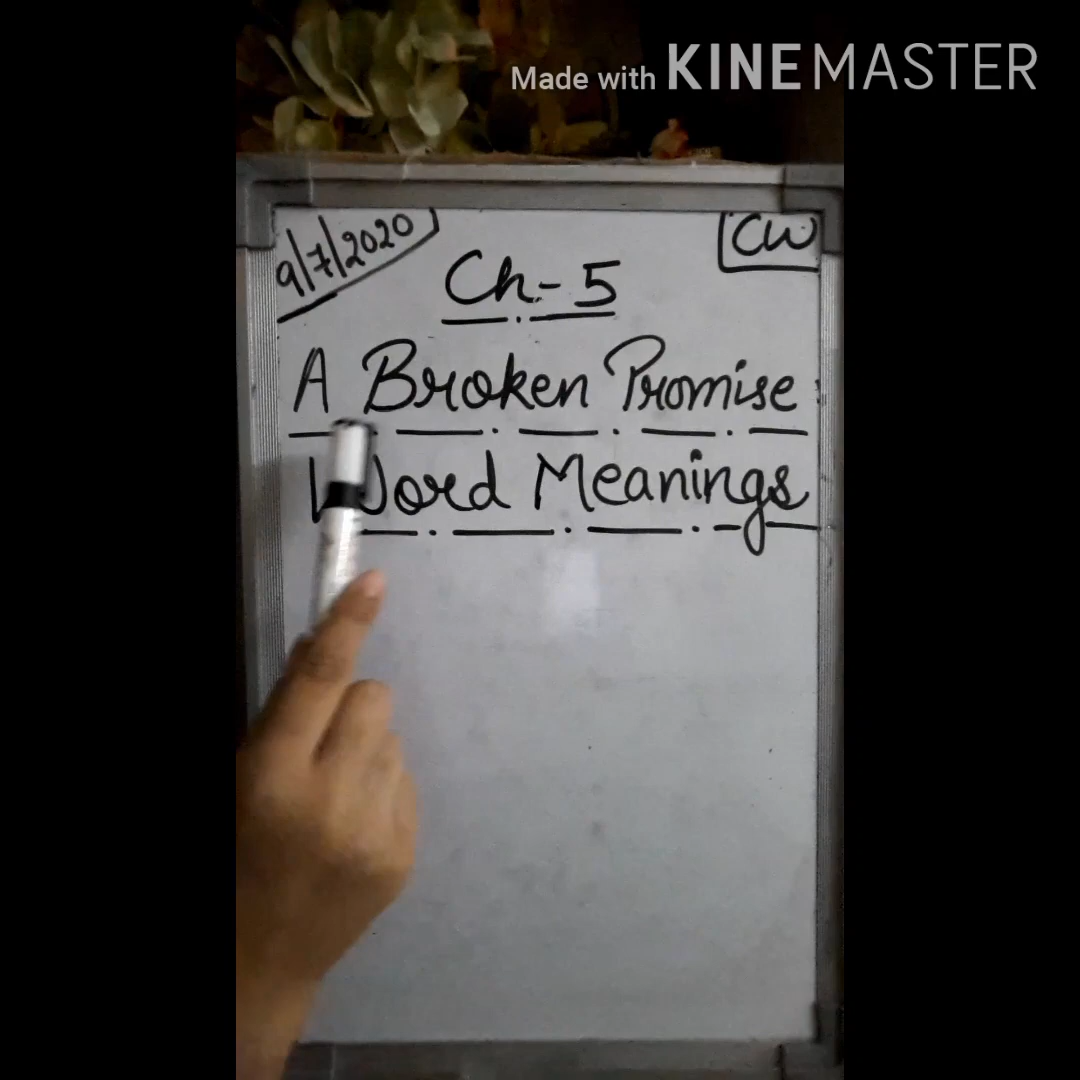 Made with KINEMASTER
9/7/2020
CW
Ch-5
A Broken Promise
Word Meanings